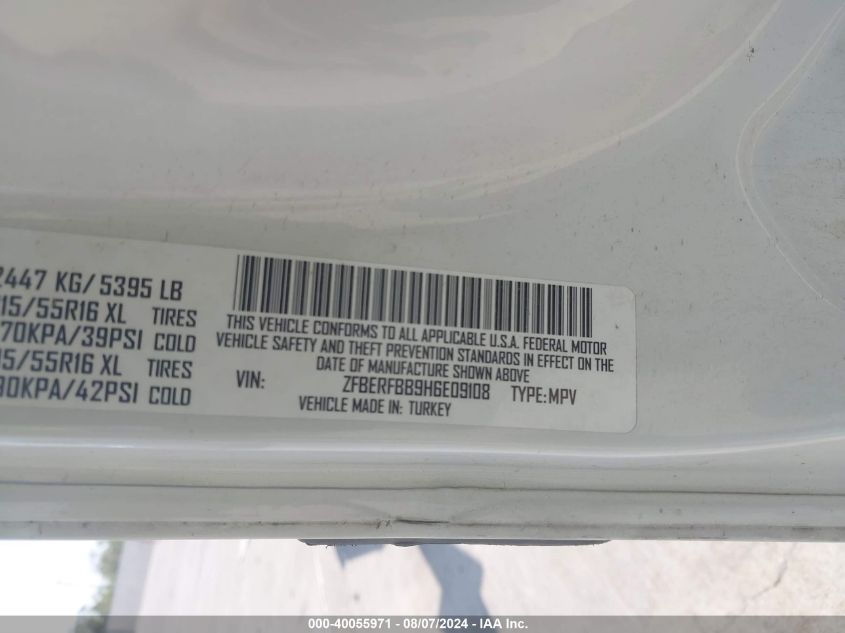 2447 KG/ 5395 LB
15/55R16 XL TIRES
70KPA/39PSI COLD
5/55R16 XL TIRES
0KPA/42PSI COLD
THIS VEHICLE CONFORMS TO ALL APPLICABLE U.S.A. FEDERAL MOTOR
VEHICLE SAFETY AND THEFT PREVENTION STANDARDS IN EFFECT ON THE
DATE OF MANUFACTURE SHOWN ABOVE
VIN: ZFBERFBB9H6E09108 TYPE:MPV
VEHICLE MADE IN: TURKEY
000-40055971 - 08/07/2024 - IAA Inc.